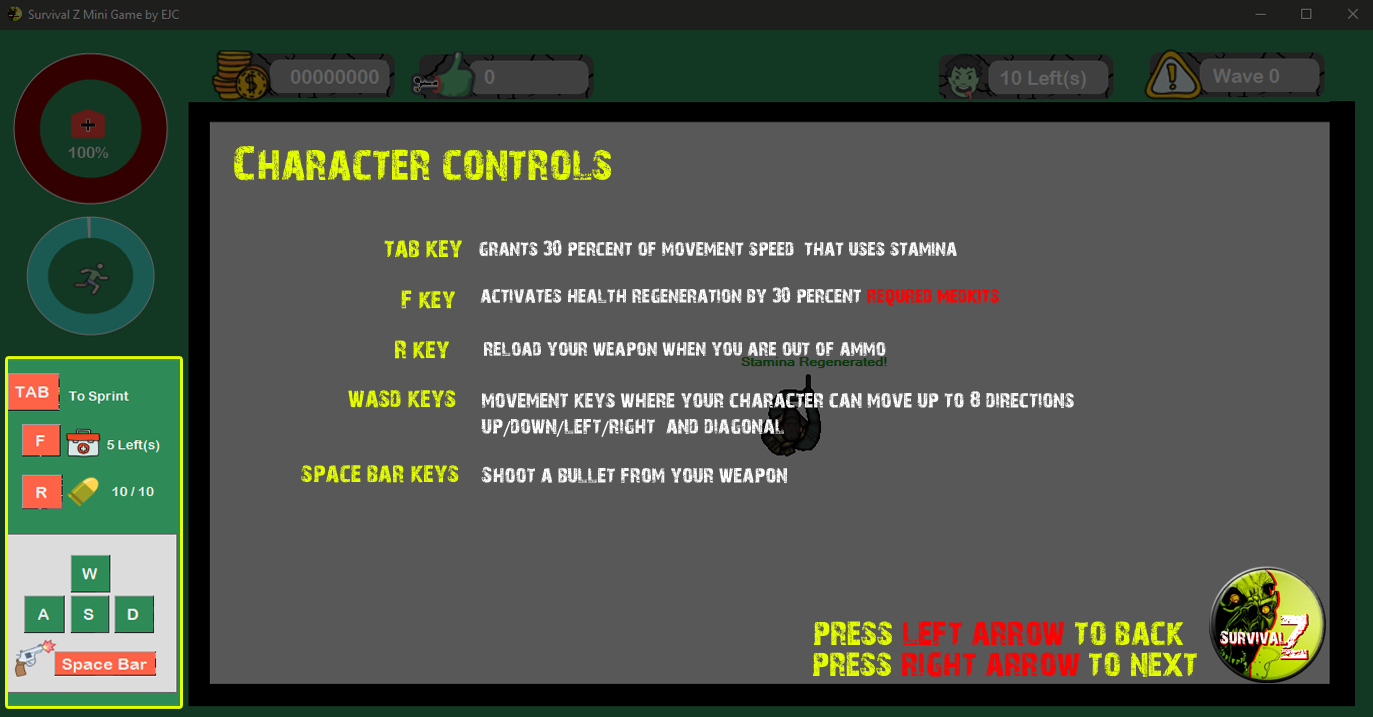 Survival Z Mini Game by EJC
00000000
0
10 Left(s)
Wave 0
100%
CHARACTER CONTROLS
TAB KEY GRANTS 30 PERCENT OF MOVEMENT SPEED THAT USES STAMINA
F KEY ACTIVATES HEALTH REGENERATION BY 30 PERCENT REQURED MEDKITS
R KEY RELOAD YOUR WEAPON WHEN YOU ARE OUT OF AMMO
Stamina Regenerated!
WASD KEYS MOVEMENT KEYS WHERE YOUR CHARACTER CAN MOVE UP TO 8 DIRECTIONS
UP/DOWN/LEFT/RIGHT AND DIAGONAL
SPACE BAR KEYS SHOOT A BULLET FROM YOUR WEAPON
TAB To Sprint
F 5 Left(s)
R 10 / 10
W
A S D
Space Bar
PRESS LEFT ARROW TO BACK
PRESS RIGHT ARROW TO NEXT
SURVIVAL Z